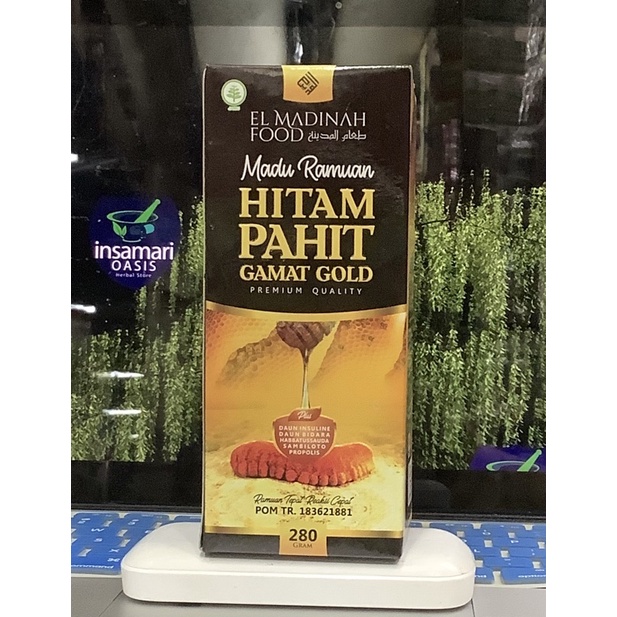 EL MADINAH
FOOD طعام المدينة
Madu Ramuan
HITAM
PAHIT
GAMAT GOLD
PREMIUM QUALITY
insamari
OASIS
Herbal Store
Plus
DAUN INSULINE
DAUN BIDARA
HABBATUSSAUDA
SAMBILOTO
PROPOLIS
Ramuan Tepat Reaksi Cepat
POM TR. 183621881
280
GRAM